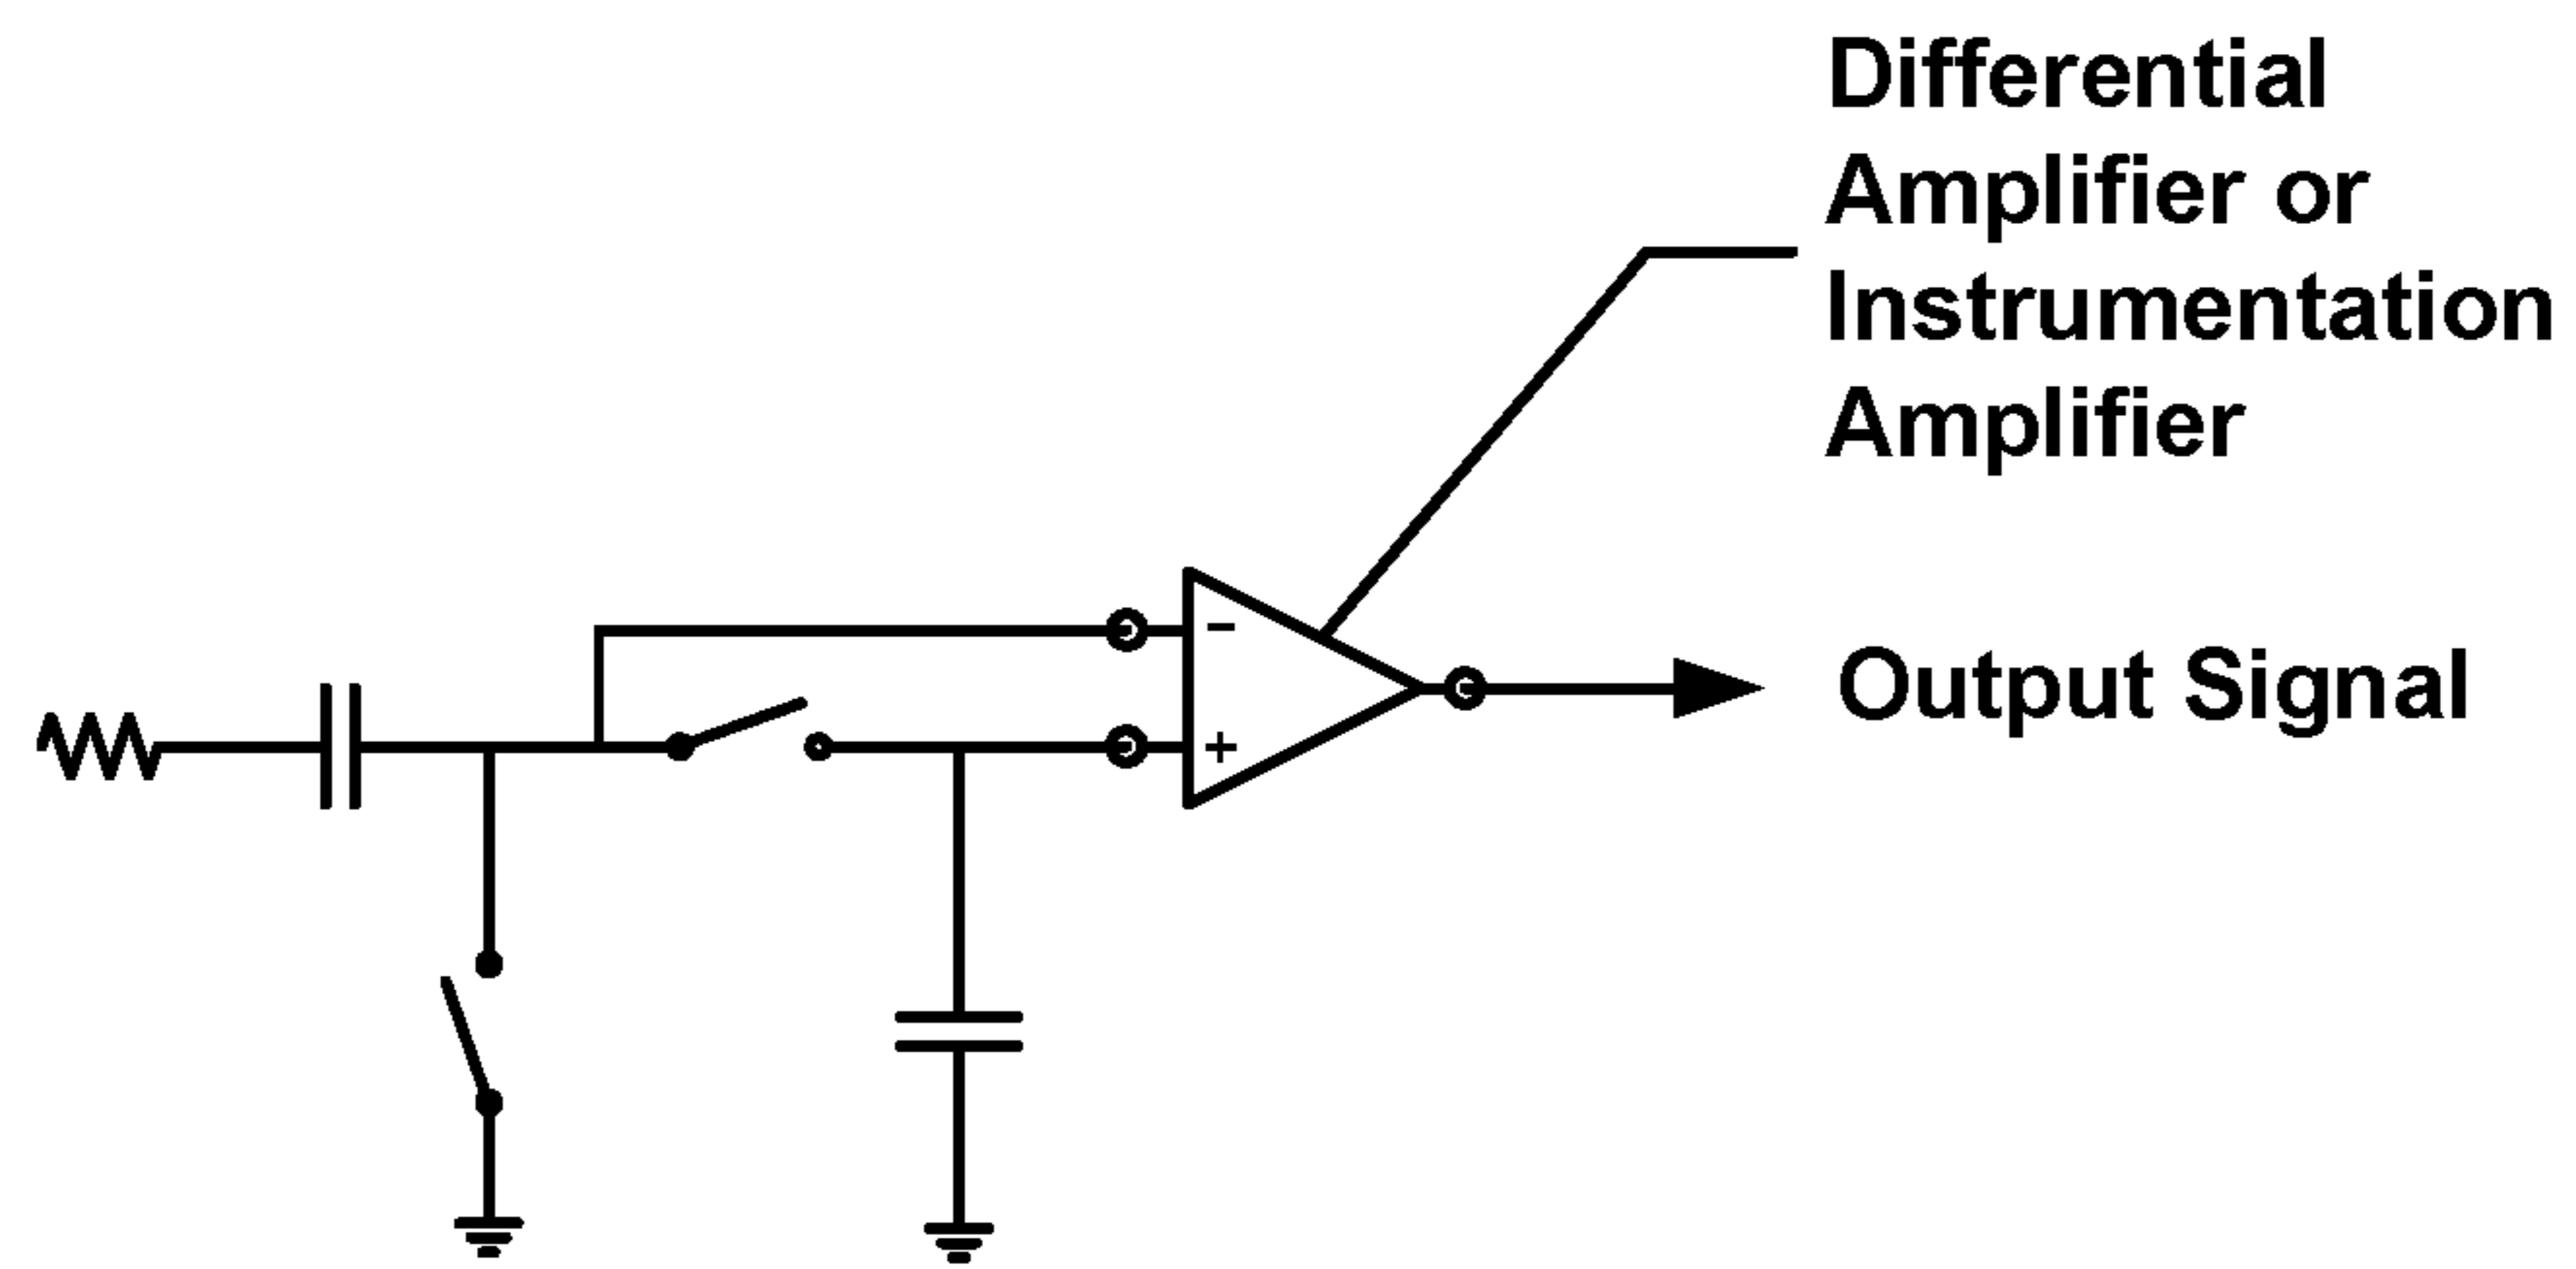 Differential
Amplifier or
Instrumentation
Amplifier
−
+
Output Signal